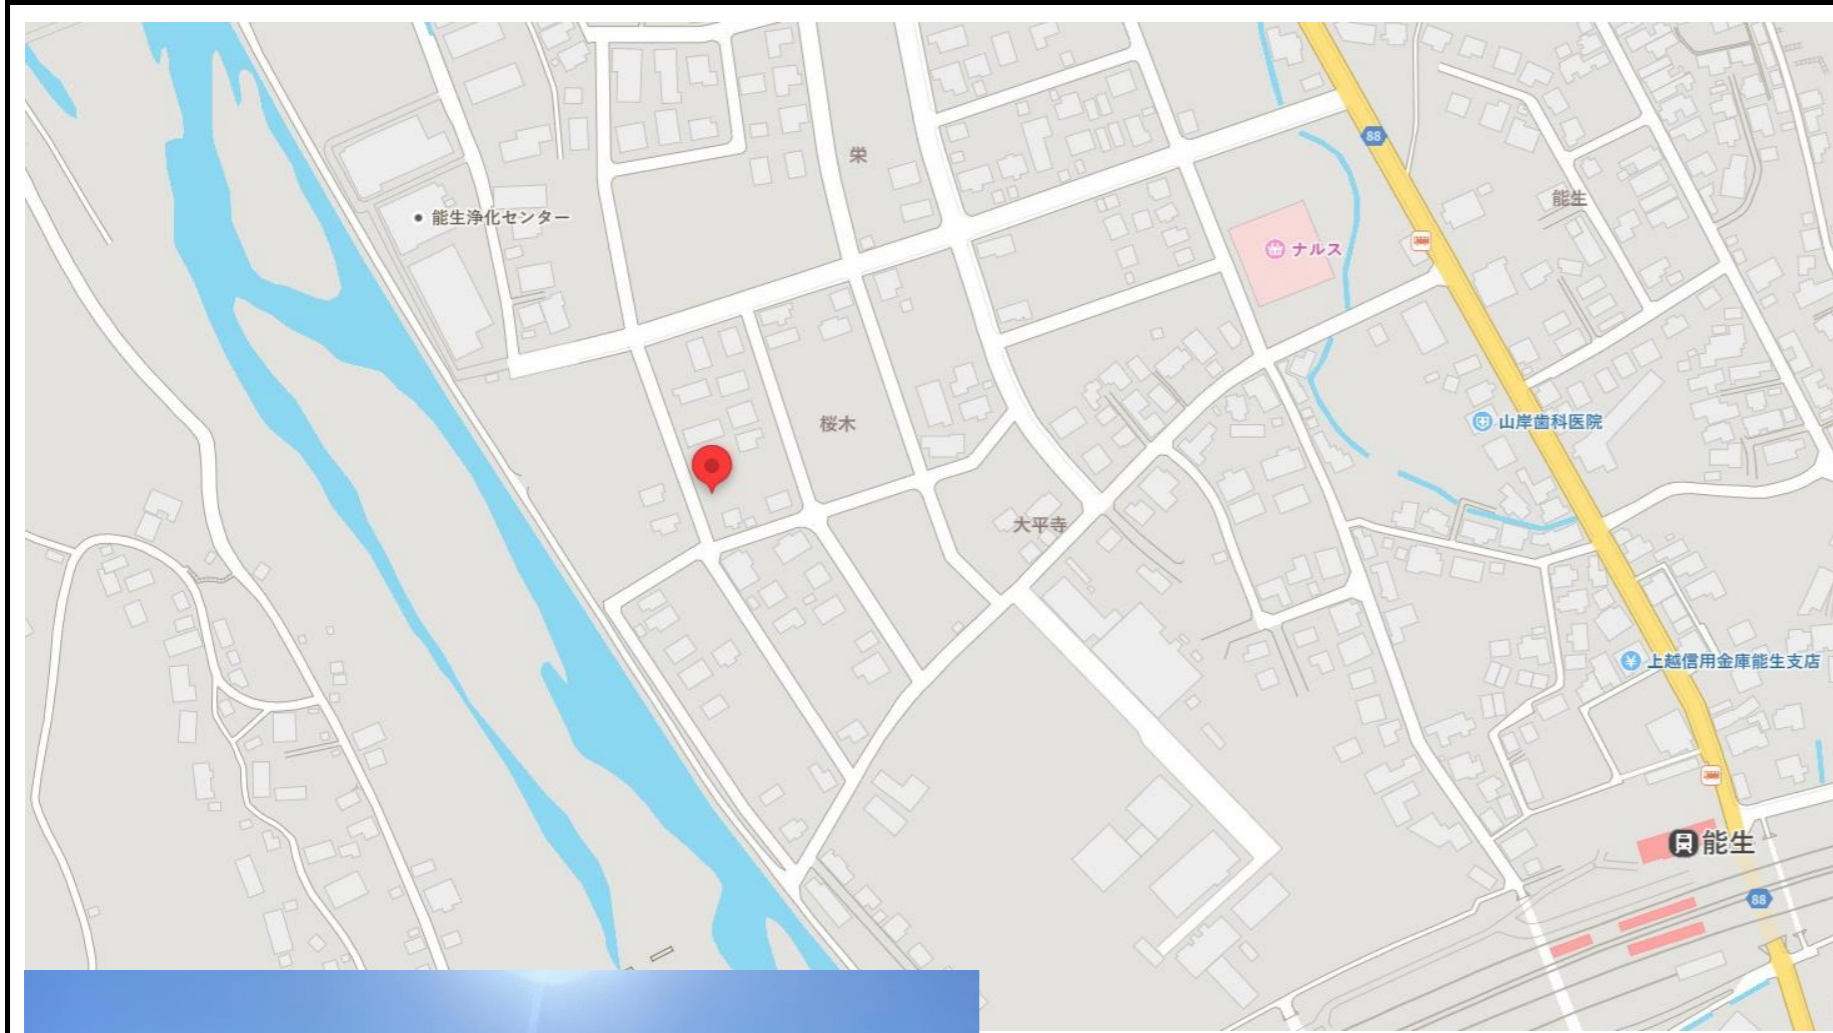 88
栄
能生
能生浄化センター
ナルス
桜木
山岸歯科医院
大平寺
上越信用金庫能生支店
能生
88